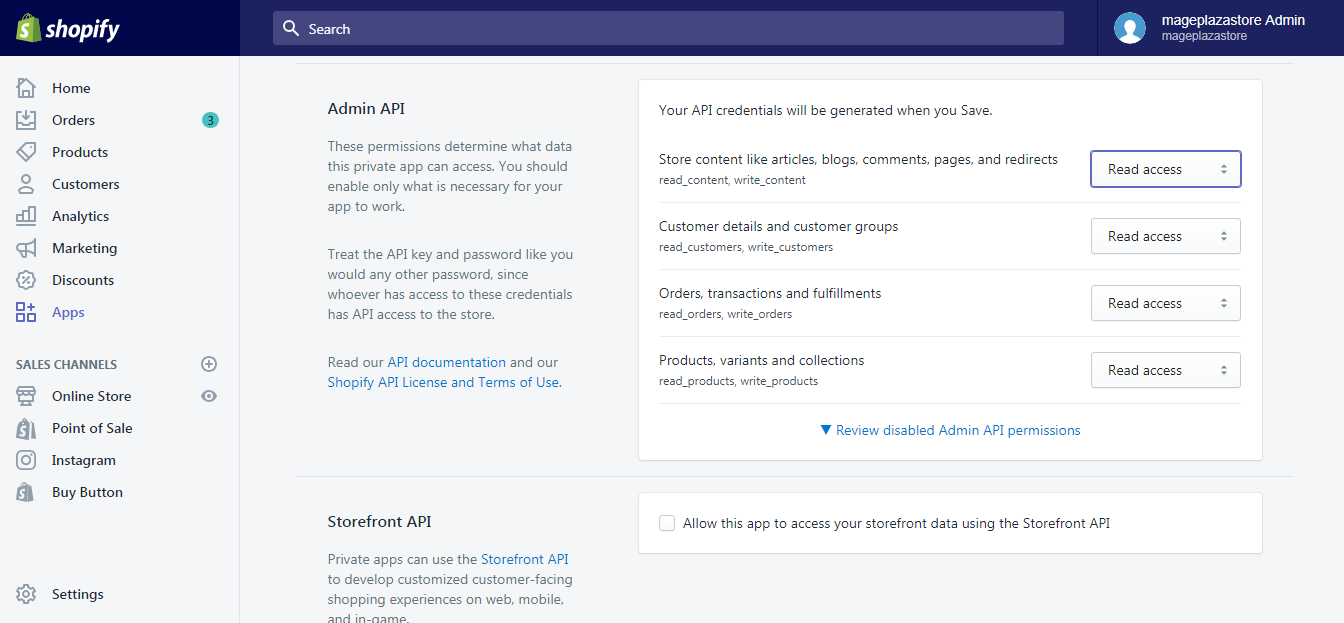 shopify
Search
mageplazastore Admin
mageplazastore
Home
Orders
3
Products
Customers
Analytics
Marketing
Discounts
Apps
SALES CHANNELS
Online Store
Point of Sale
Instagram
Buy Button
Settings
Admin API
These permissions determine what data
this private app can access. You should
enable only what is necessary for your
app to work.
Treat the API key and password like you
would any other password, since
whoever has access to these credentials
has API access to the store.
Read our API documentation and our
Shopify API License and Terms of Use.
Your API credentials will be generated when you Save.
Store content like articles, blogs, comments, pages, and redirects
read_content, write_content
Read access
Customer details and customer groups
read_customers, write_customers
Read access
Orders, transactions and fulfillments
read_orders, write_orders
Read access
Products, variants and collections
read_products, write_products
Read access
Review disabled Admin API permissions
Storefront API
Private apps can use the Storefront API
to develop customized customer-facing
shopping experiences on web, mobile,
and in-game.
Allow this app to access your storefront data using the Storefront API